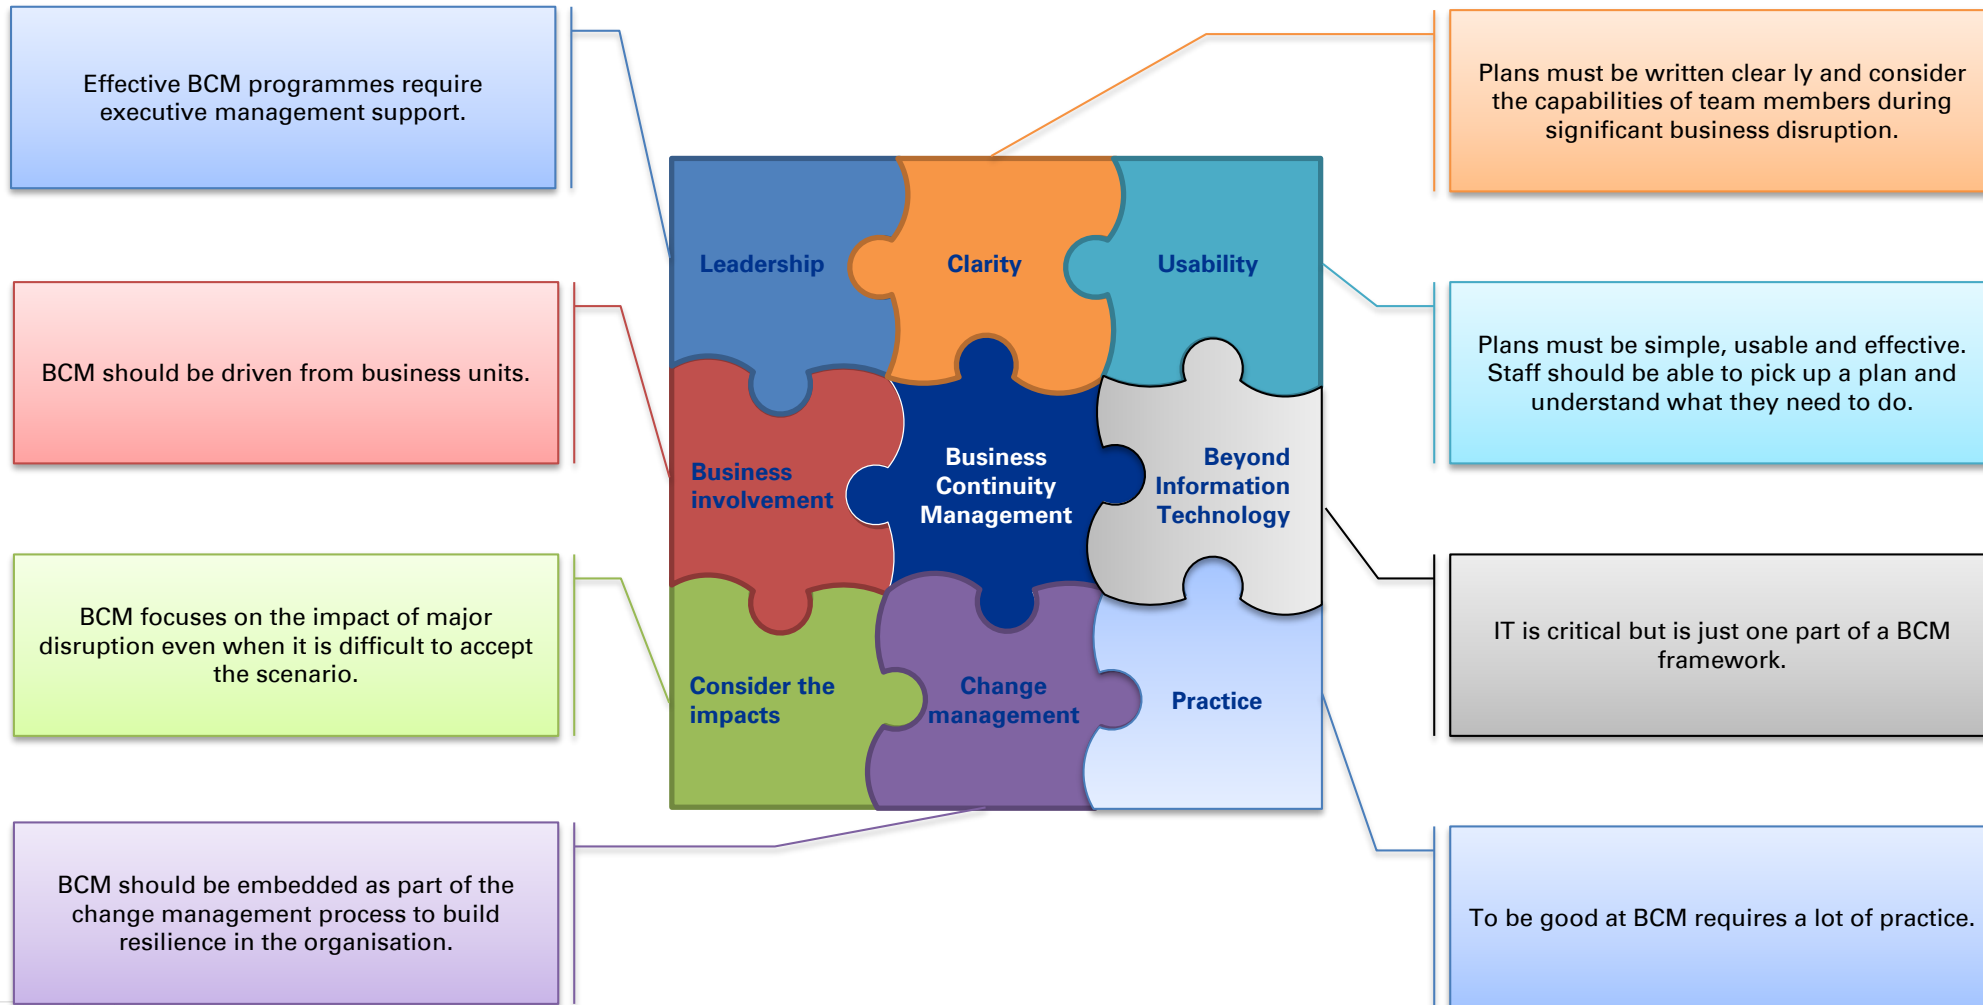 Effective BCM programmes require
executive management support.
BCM should be driven from business units.
BCM focuses on the impact of major
disruption even when it is difficult to accept
the scenario.
BCM should be embedded as part of the
change management process to build
resilience in the organisation.
Leadership
Clarity
Usability
Business
involvement
Business
Continuity
Management
Beyond
Information
Technology
Consider the
impacts
Change
management
Practice
Plans must be written clear ly and consider
the capabilities of team members during
significant business disruption.
Plans must be simple, usable and effective.
Staff should be able to pick up a plan and
understand what they need to do.
IT is critical but is just one part of a BCM
framework.
To be good at BCM requires a lot of practice.